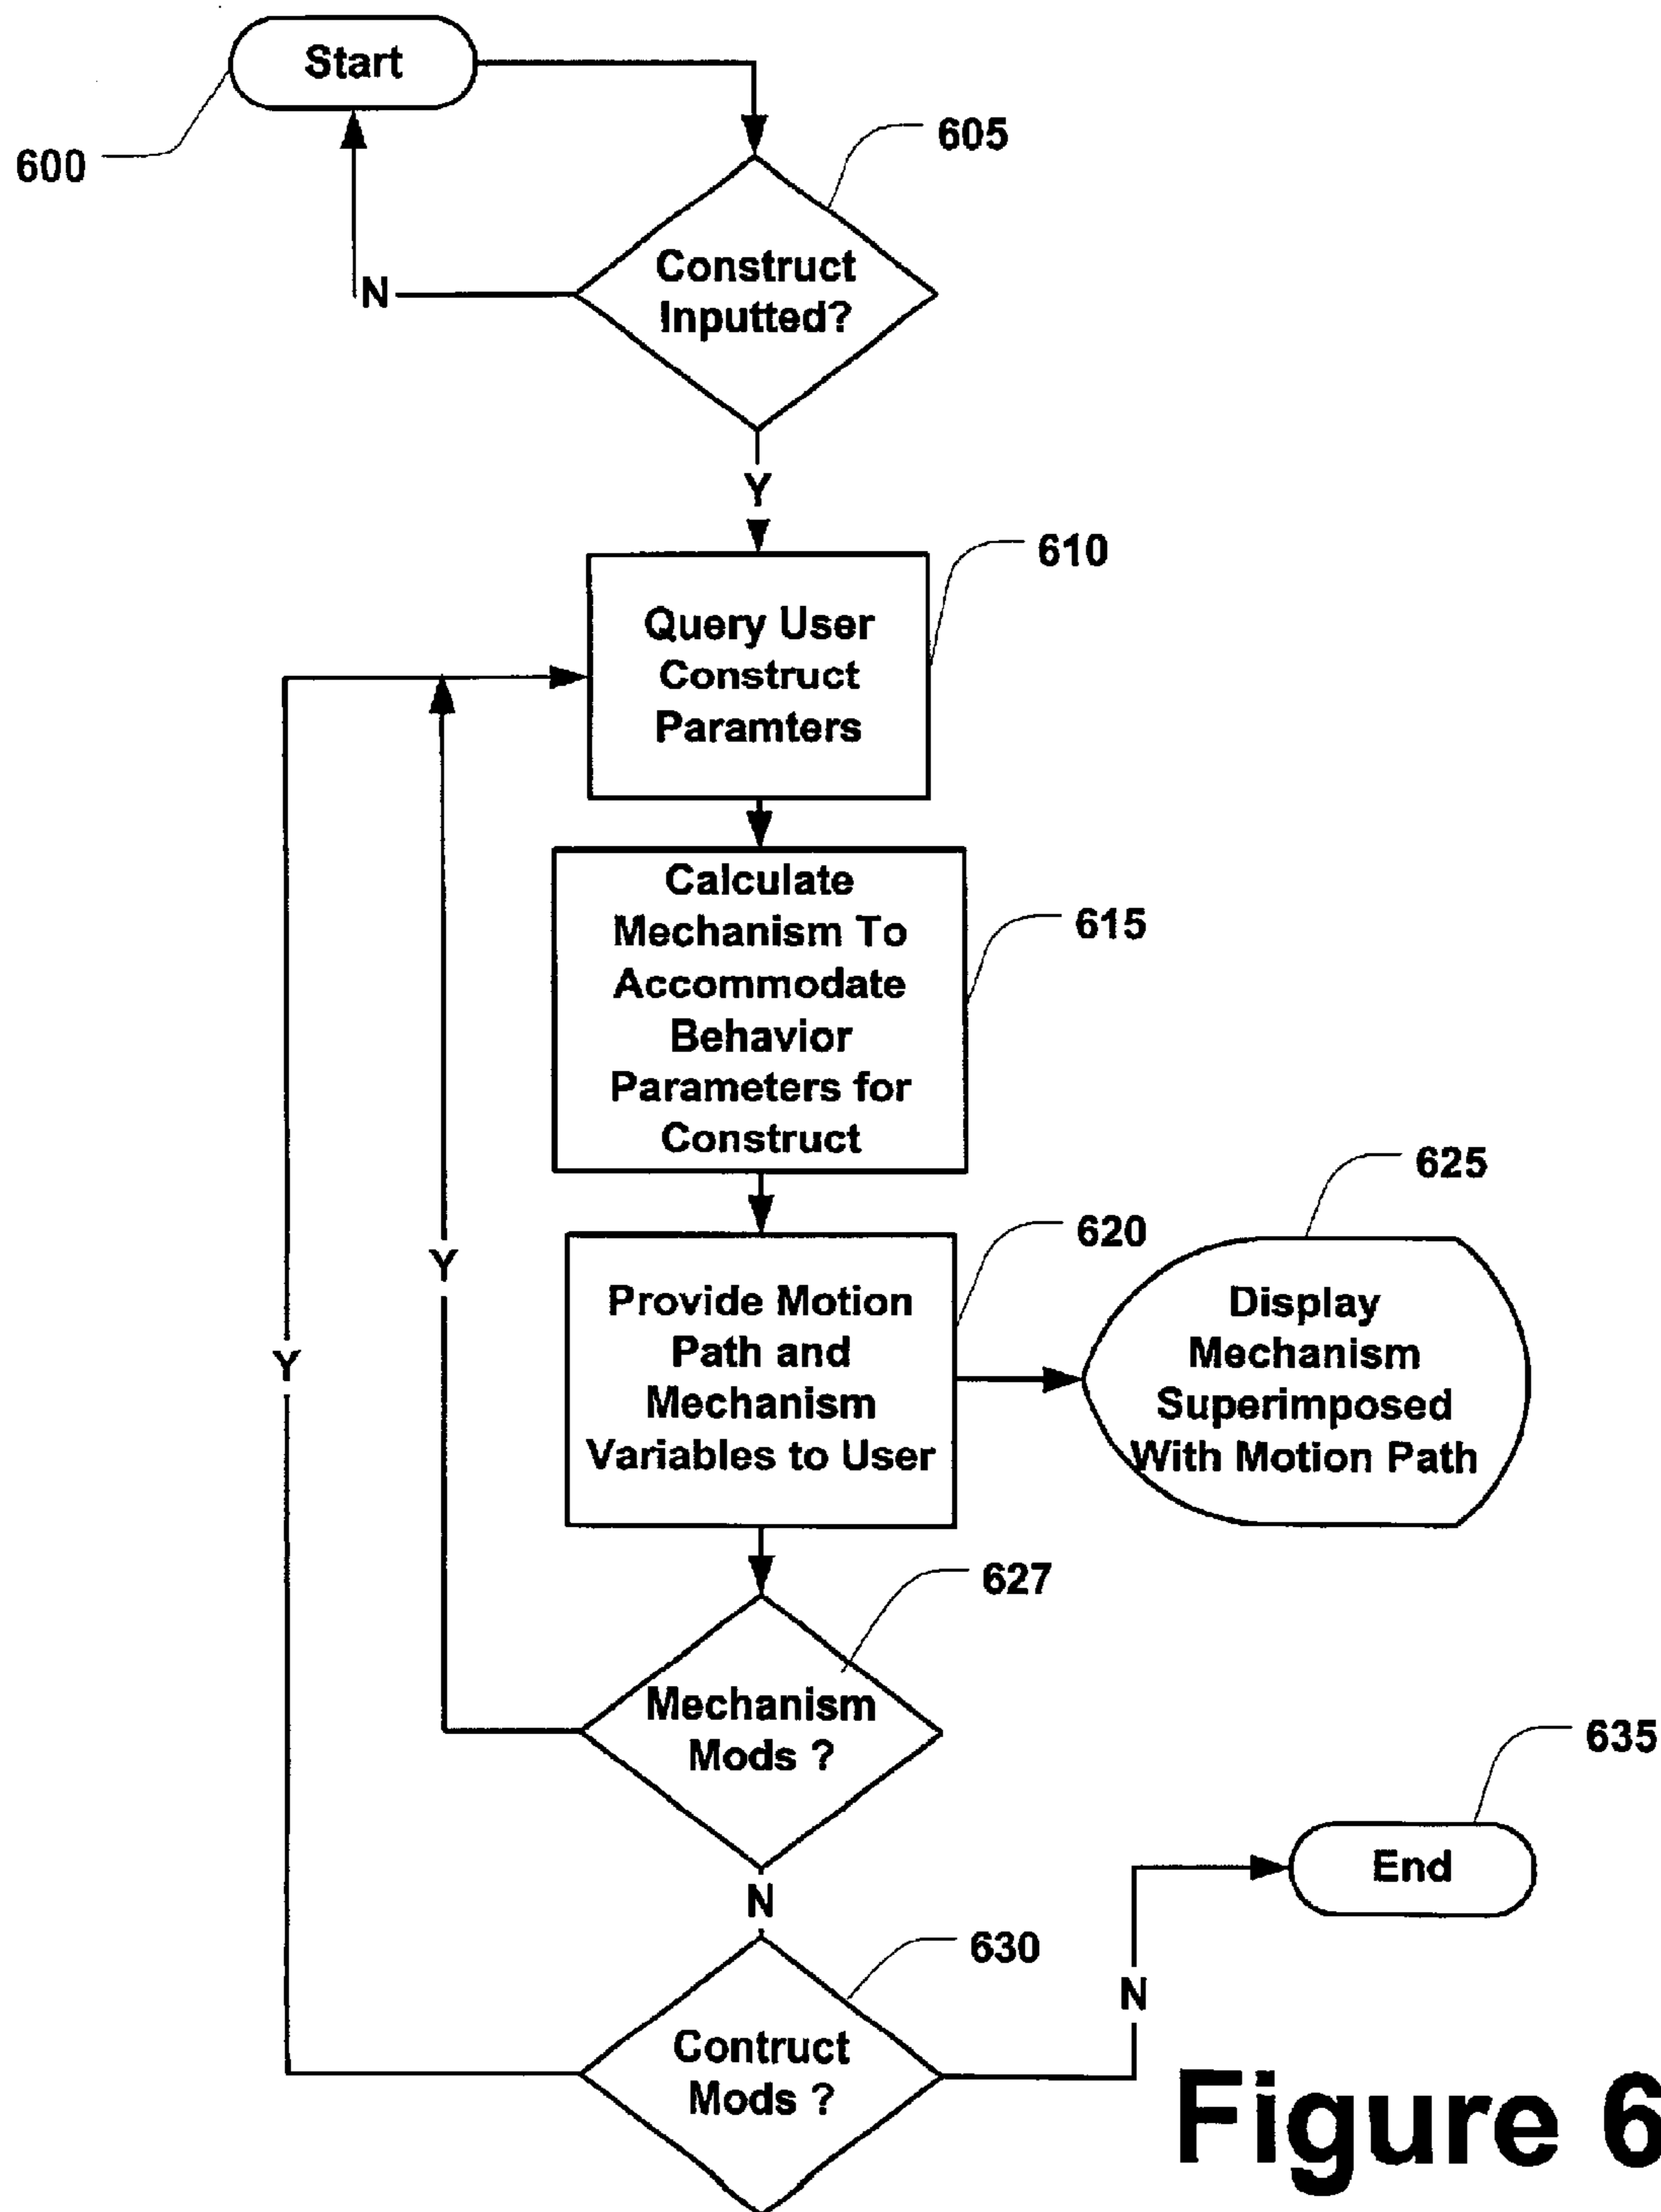 Start
600
605
Construct
Inputted?
N
Y
610
Query User
Construct
Paramters
Calculate
Mechanism To
Accommodate
Behavior
Parameters for
Construct
615
625
620
Y
Provide Motion
Path and
Mechanism
Variables to User
Display
Mechanism
Superimposed
With Motion Path
Y
627
Mechanism
Mods ?
635
End
N
630
N
Contruct
Mods ?
Figure 6